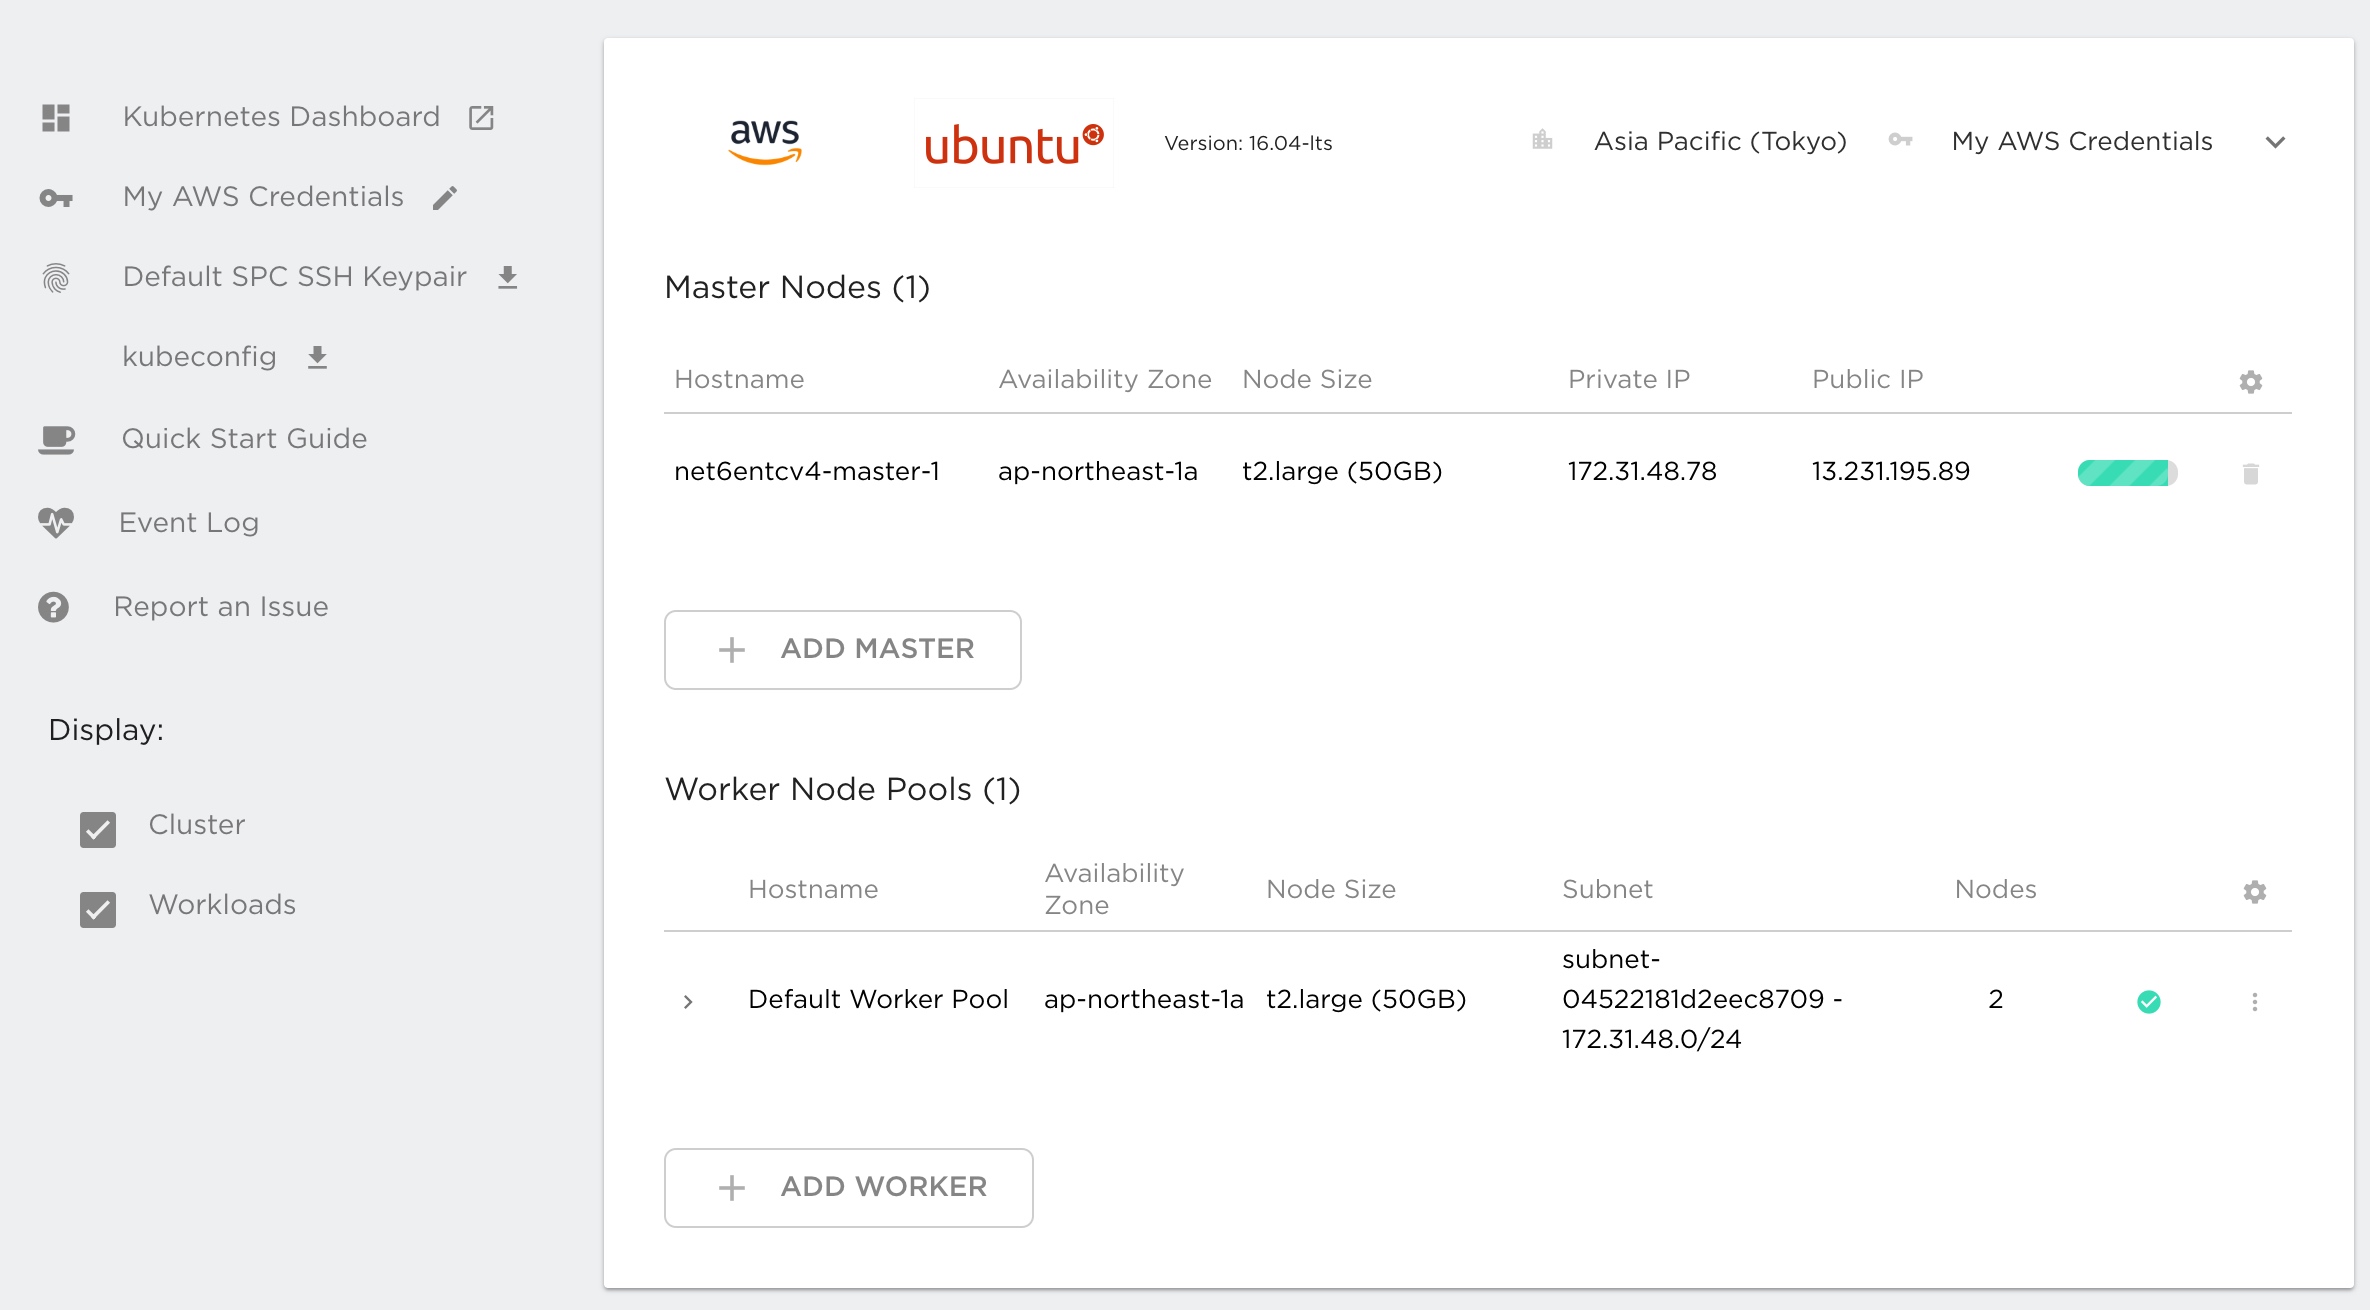 Kubernetes Dashboard
My AWS Credentials
Default SPC SSH Keypair
kubeconfig
Quick Start Guide
Event Log
Report an Issue
Display:
Cluster
Workloads
aws
ubuntu
Version: 16.04-lts
Asia Pacific (Tokyo)
My AWS Credentials
Master Nodes (1)
Hostname Availability Zone Node Size Private IP Public IP
net6entcv4-master-1 ap-northeast-1a t2.large (50GB) 172.31.48.78 13.231.195.89
ADD MASTER
Worker Node Pools (1)
Hostname
Availability
Zone
Node Size
Subnet
Nodes
Default Worker Pool
ap-northeast-1a
t2.large (50GB)
subnet-
04522181d2eec8709 -
172.31.48.0/24
2
ADD WORKER